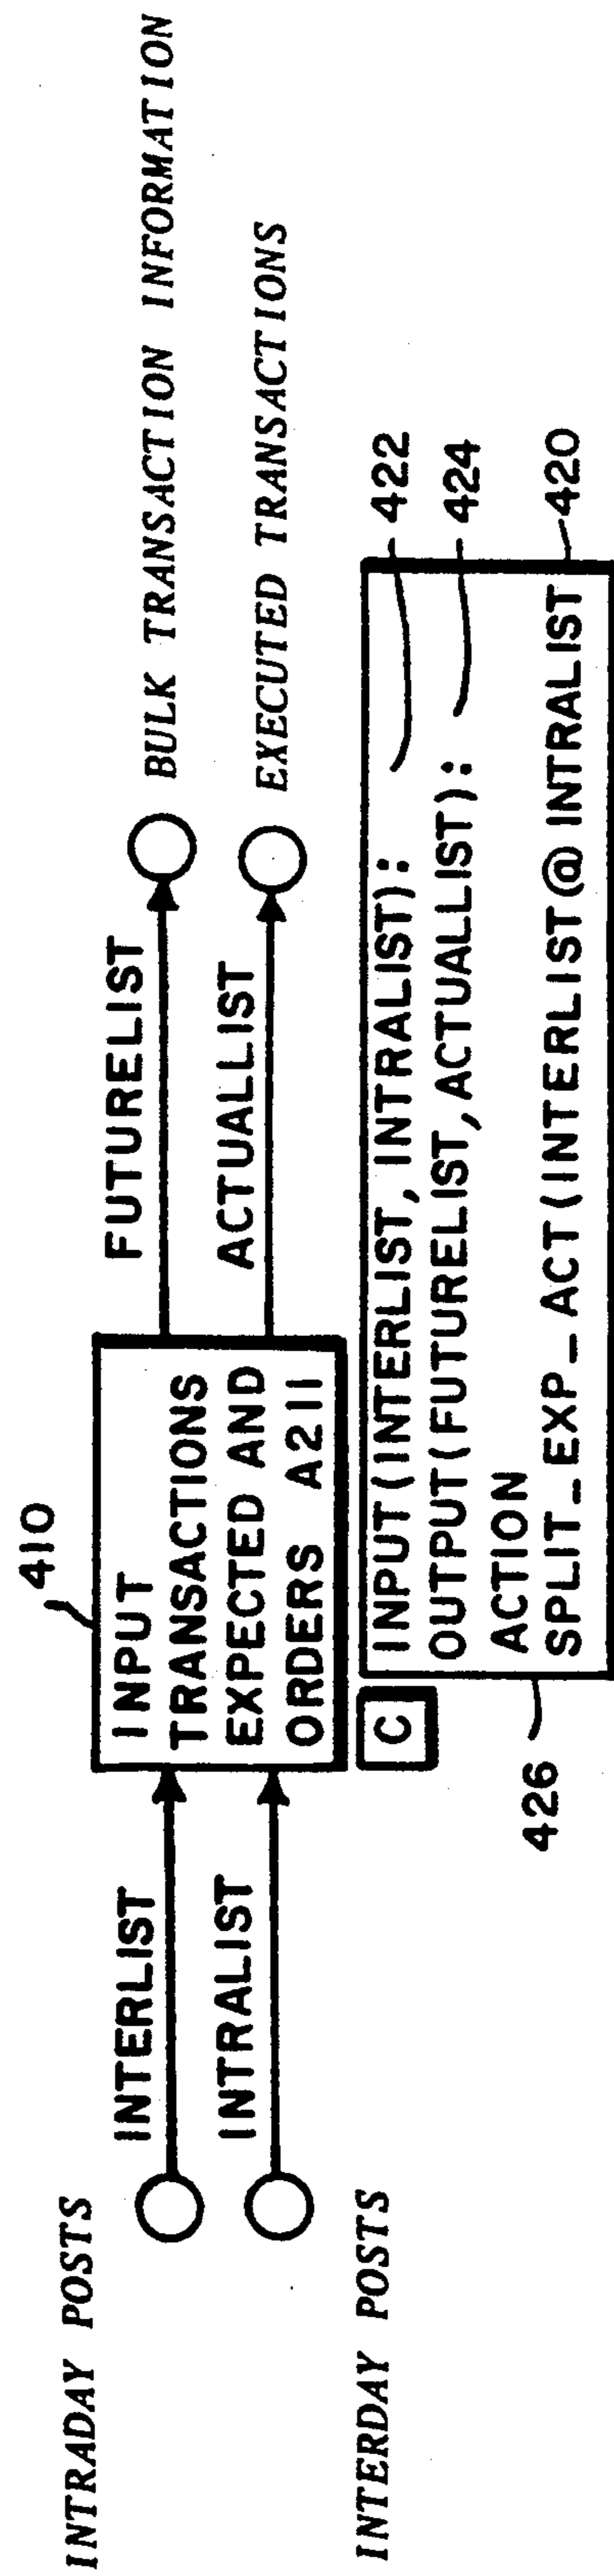 INTRADAY POSTS
INTERLIST
INTRALIST
INTERDAY POSTS
410
INPUT
TRANSACTIONS
EXPECTED AND
ORDERS A211
FUTURELIST
ACTUALLIST
BULK TRANSACTION INFORMATION
EXECUTED TRANSACTIONS
C
INPUT(INTERLIST, INTRALIST):
OUTPUT(FUTURELIST,ACTUALLIST):
ACTION
SPLIT_EXP_ACT(INTERLIST@INTRALIST
422
424
420
426